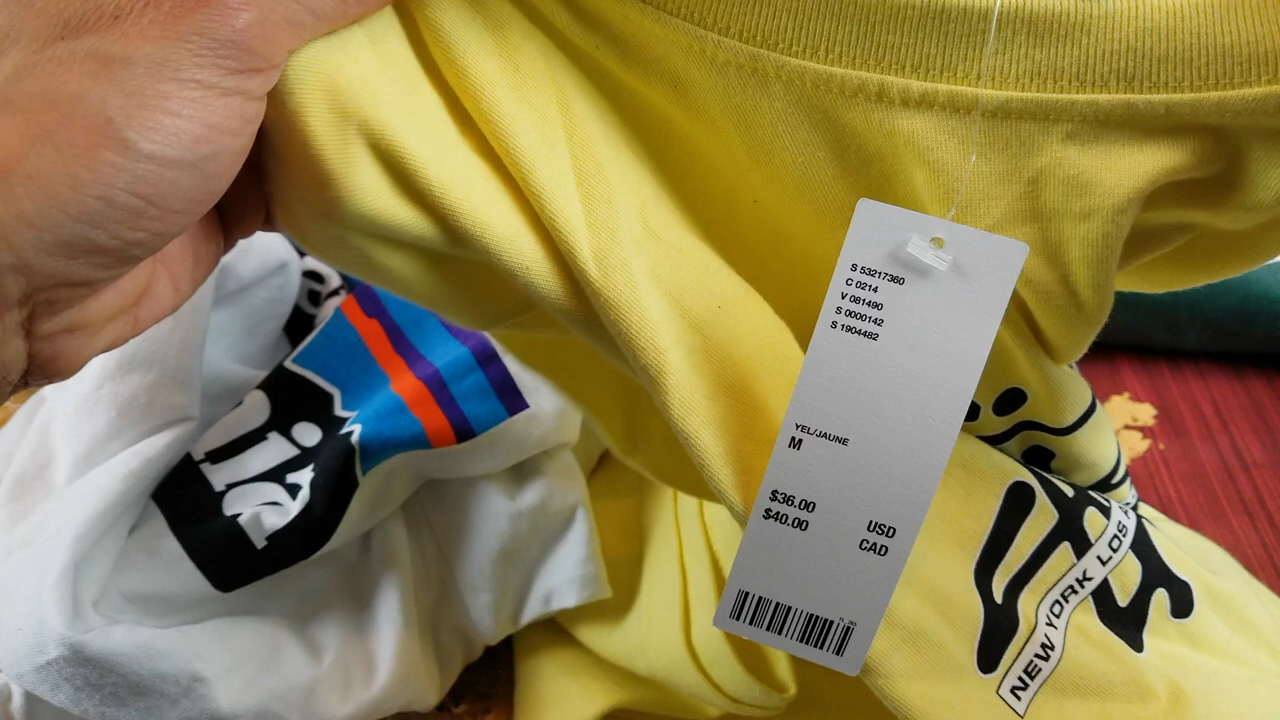 S 53217360
C 0214
V 081490
S 0000142
S 1904482
YEL/JAUNE
M
$36.00 USD
$40.00 CAD
NEW YORK LOS